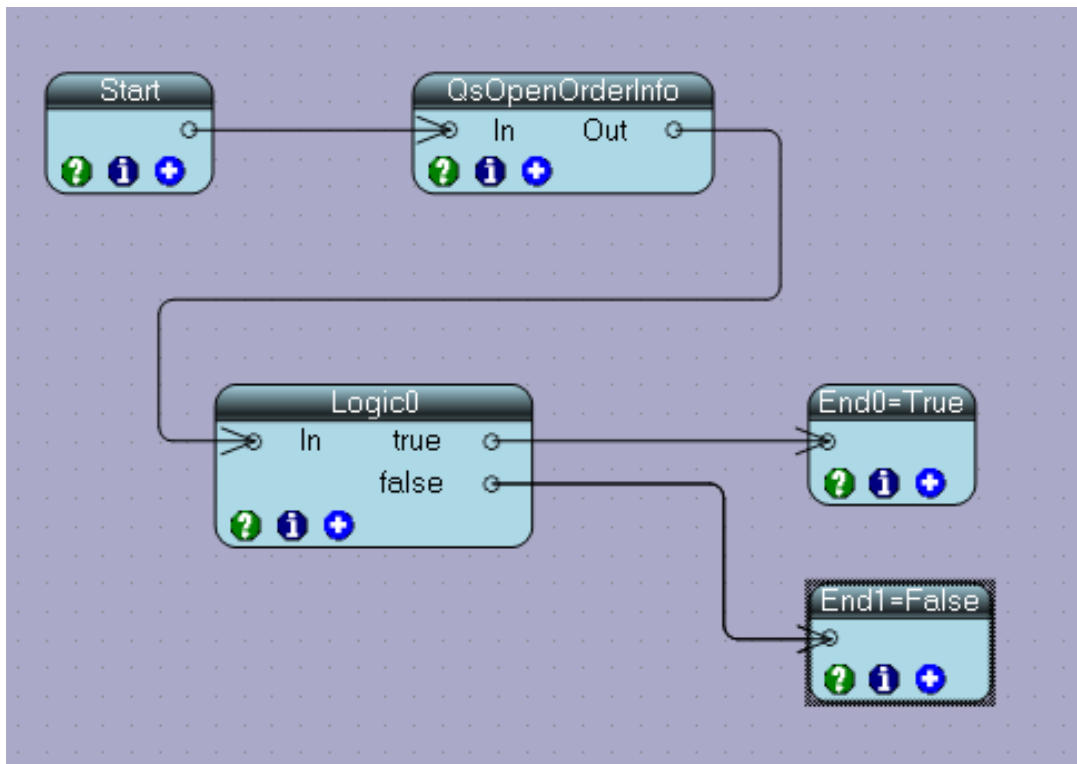 Start
QsOpenOrderInfo
In Out
Logic0
In true
false
End0=True
End1=False